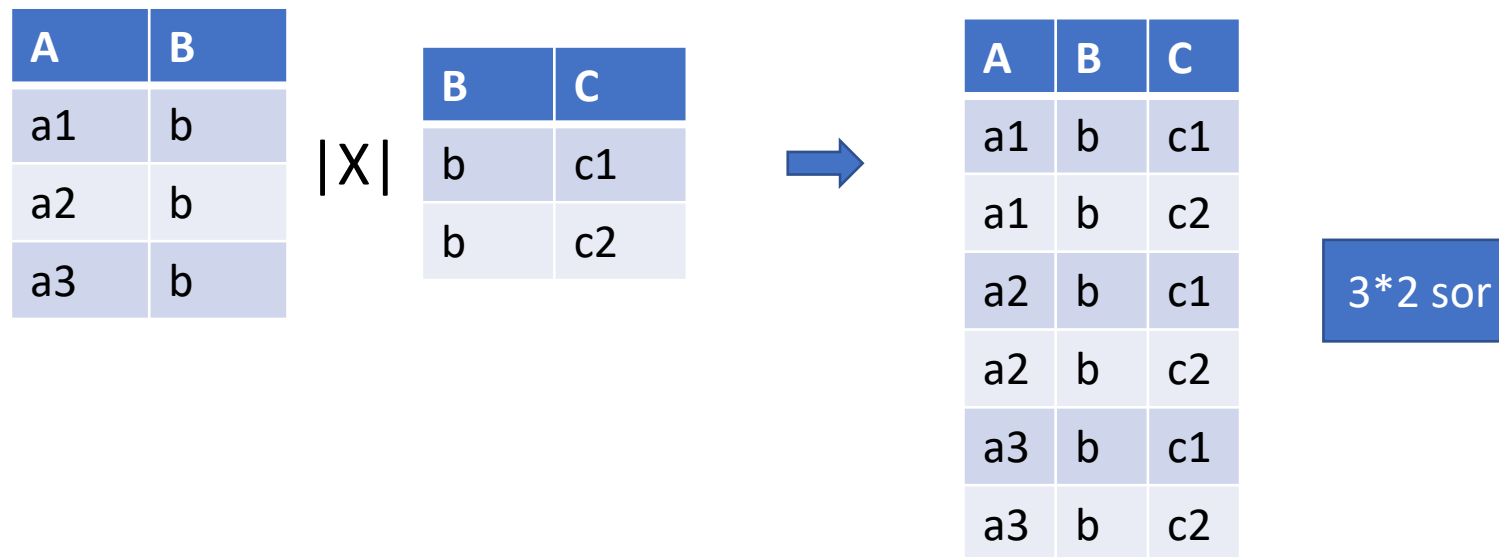 A B
a1 b
a2 b
a3 b
|X|
B C
b c1
b c2
A B C
a1 b c1
a1 b c2
a2 b c1
a2 b c2
a3 b c1
a3 b c2
3*2 sor